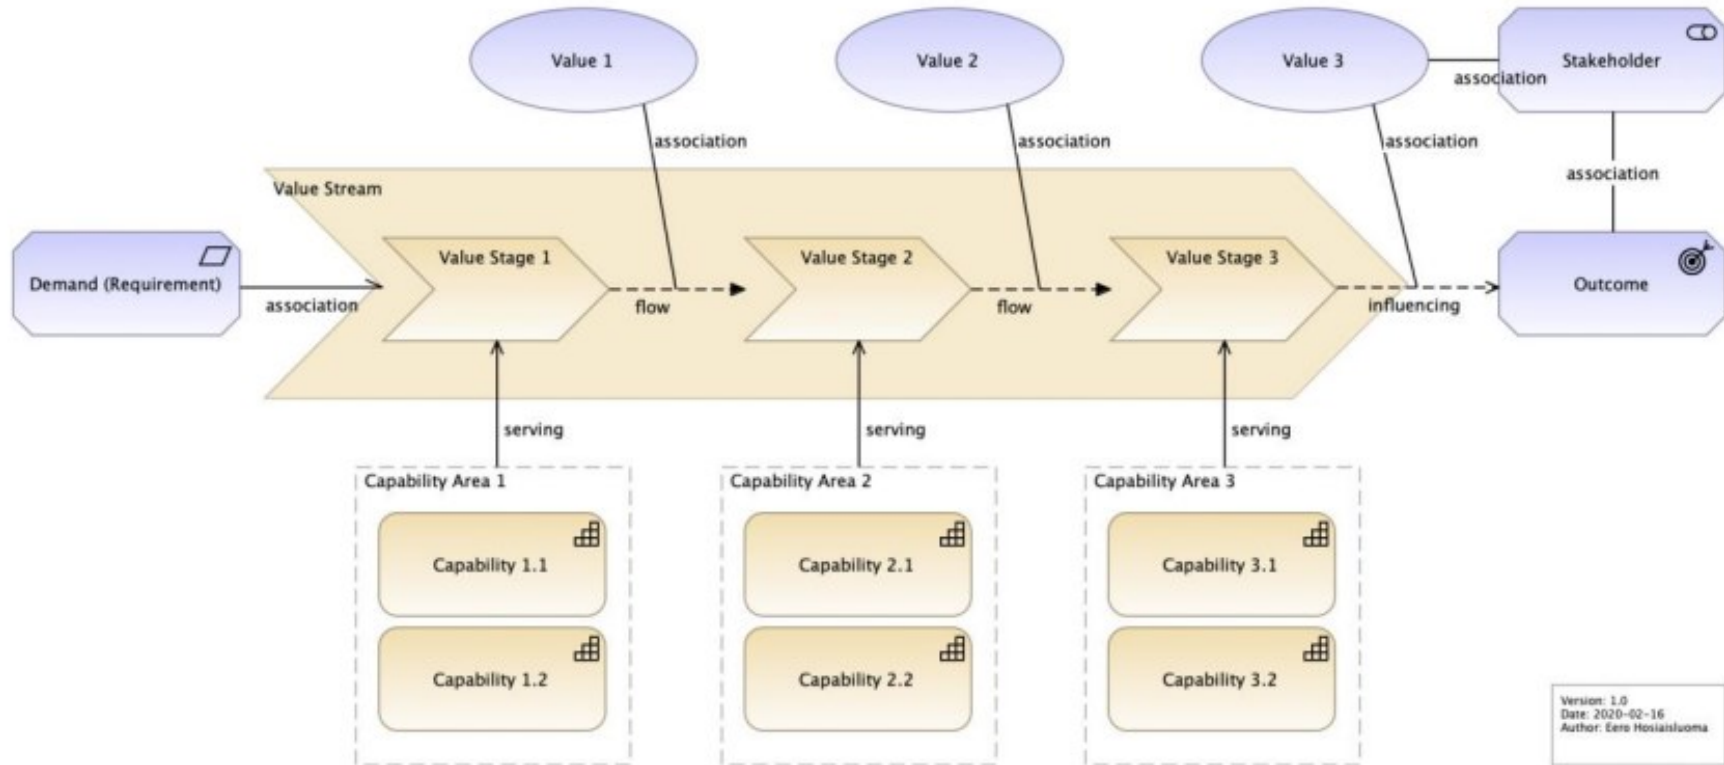 Value 1
Value 2
Value 3
association
Stakeholder
association
association
association
association
Value Stream
Demand (Requirement)
association
Value Stage 1
flow
Value Stage 2
flow
Value Stage 3
influencing
Outcome
serving
serving
serving
Capability Area 1
Capability Area 2
Capability Area 3
Capability 1.1
Capability 2.1
Capability 3.1
Capability 1.2
Capability 2.2
Capability 3.2
Version: 1.0
Date: 2020-02-16
Author: Eero Hosiaisluoma